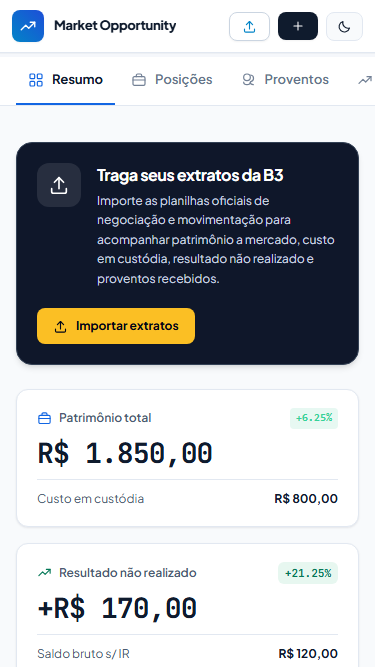 Market Opportunity
Resumo
Posições
Proventos
Traga seus extratos da B3
Importe as planilhas oficiais de
negociação e movimentação para
acompanhar patrimônio a mercado, custo
em custódia, resultado não realizado e
proventos recebidos.
Importar extratos
Patrimônio total
+6.25%
R$ 1.850,00
Custo em custódia
R$ 800,00
Resultado não realizado
+21.25%
+R$ 170,00
Saldo bruto s/ IR
R$ 120,00